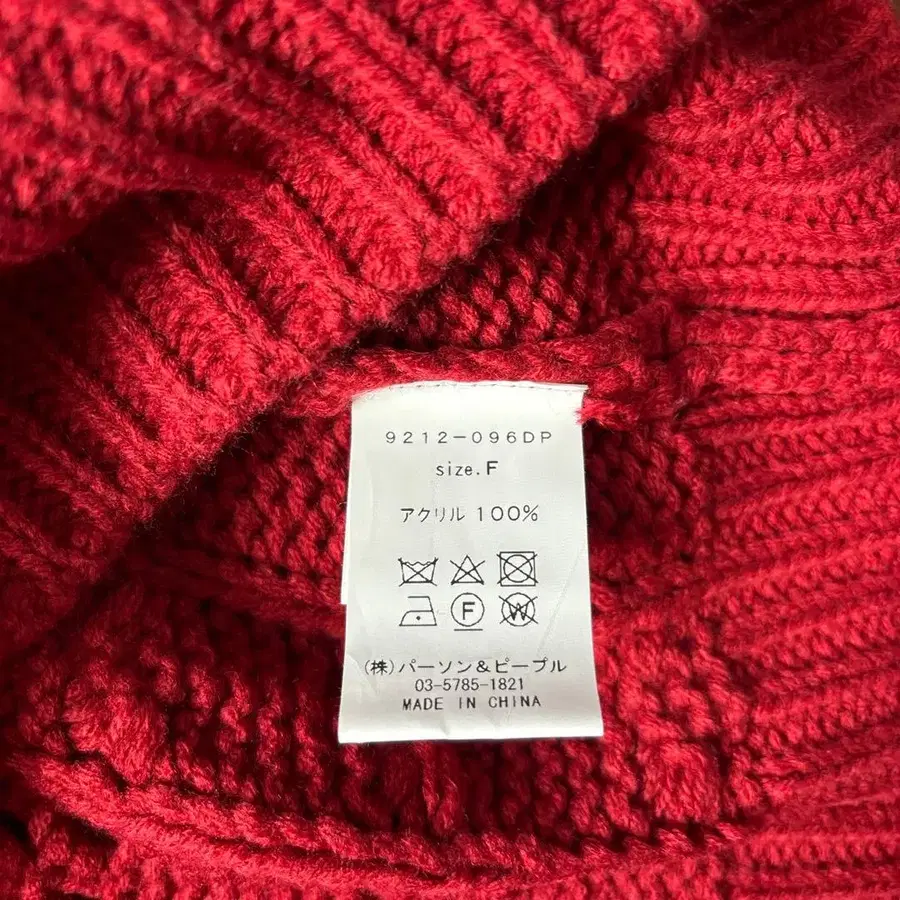 9212-096DP
size.F
アクリル 100%
F W
(株)パーソン&ピープル
03-5785-1821
MADE IN CHINA